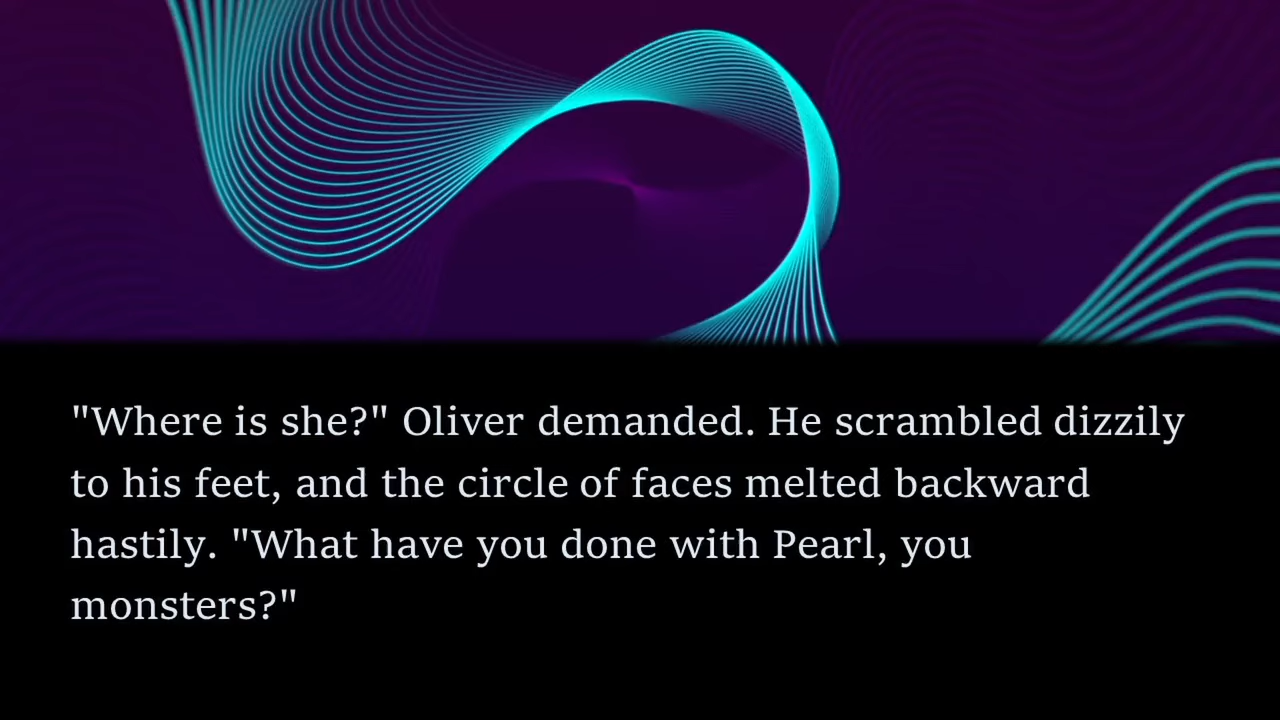 "Where is she?" Oliver demanded. He scrambled dizzily
to his feet, and the circle of faces melted backward
hastily. "What have you done with Pearl, you
monsters?"